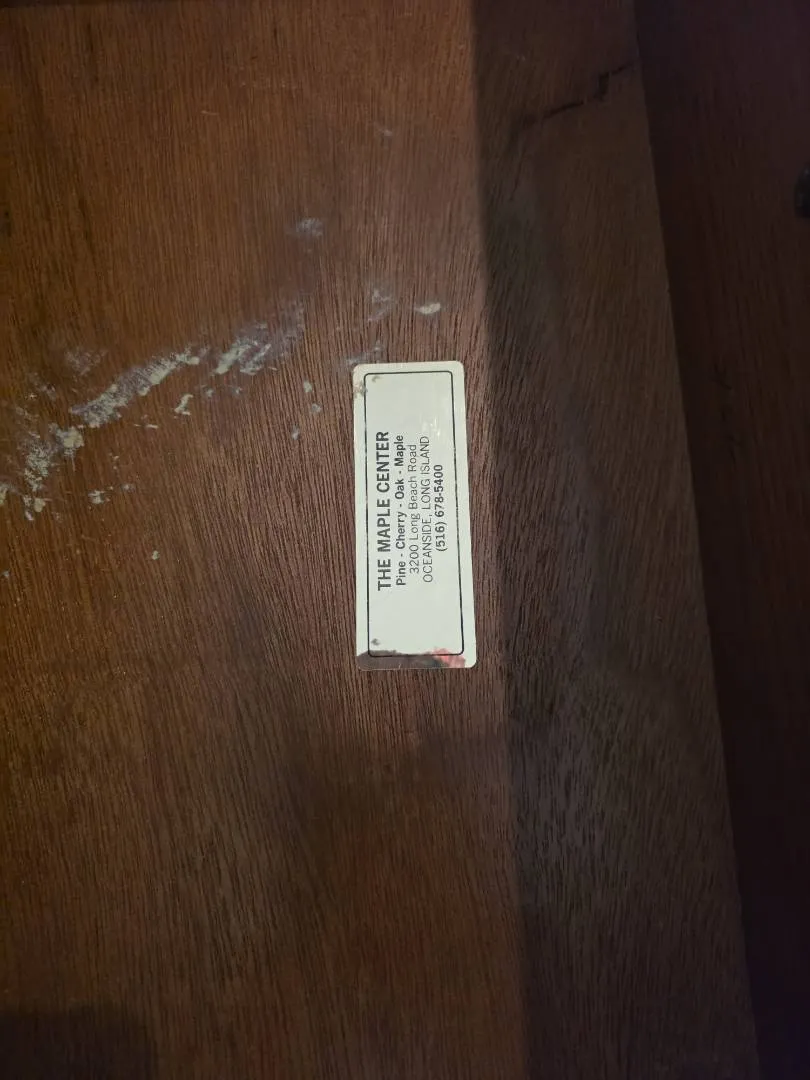 THE MAPLE CENTER
Pine - Cherry - Oak - Maple
3200 Long Beach Road
OCEANSIDE, LONG ISLAND
(516) 678-5400